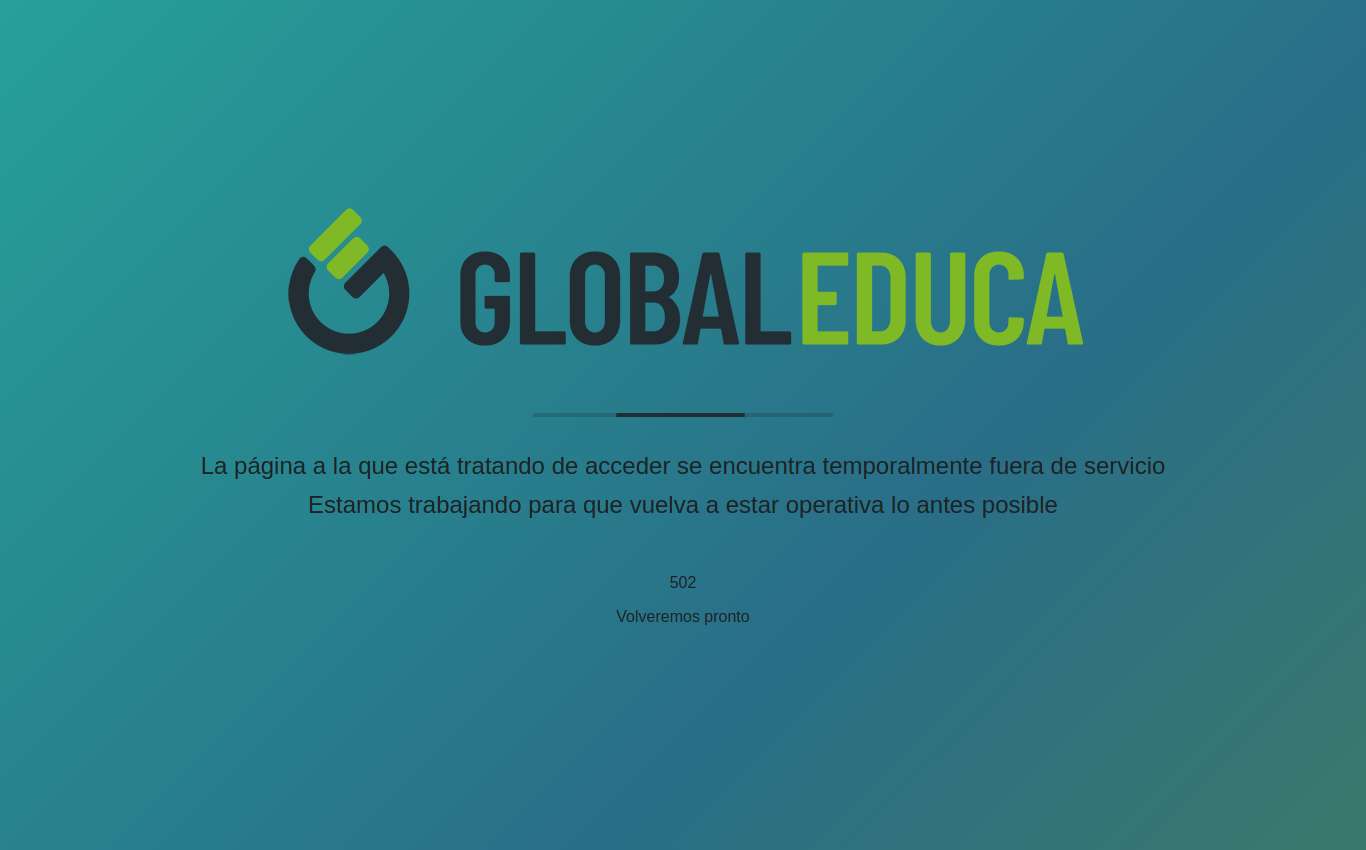 GLOBALEDUCA
La página a la que está tratando de acceder se encuentra temporalmente fuera de servicio
Estamos trabajando para que vuelva a estar operativa lo antes posible
502
Volveremos pronto